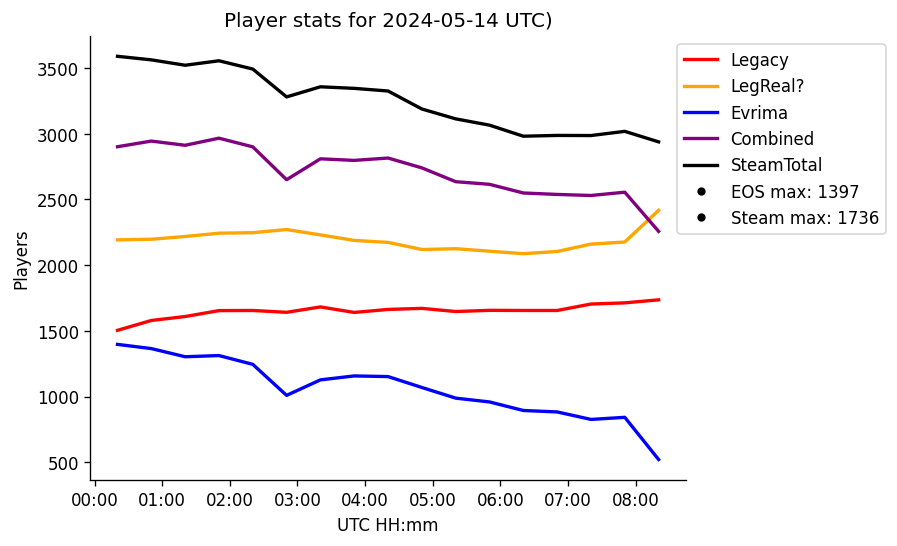 Player stats for 2024-05-14 UTC)
Legacy
LegReal?
Evrima
Combined
SteamTotal
EOS max: 1397
Steam max: 1736
Players
3500
3000
2500
2000
1500
1000
500
00:00 01:00 02:00 03:00 04:00 05:00 06:00 07:00 08:00
UTC HH:mm